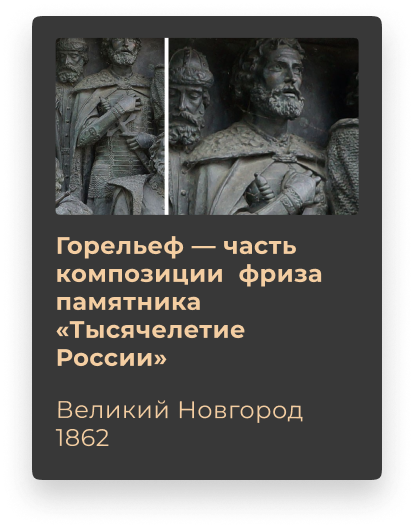 Горельеф — часть
композиции  фриза
памятника
«Тысячелетие
России»
Великий Новгород
1862